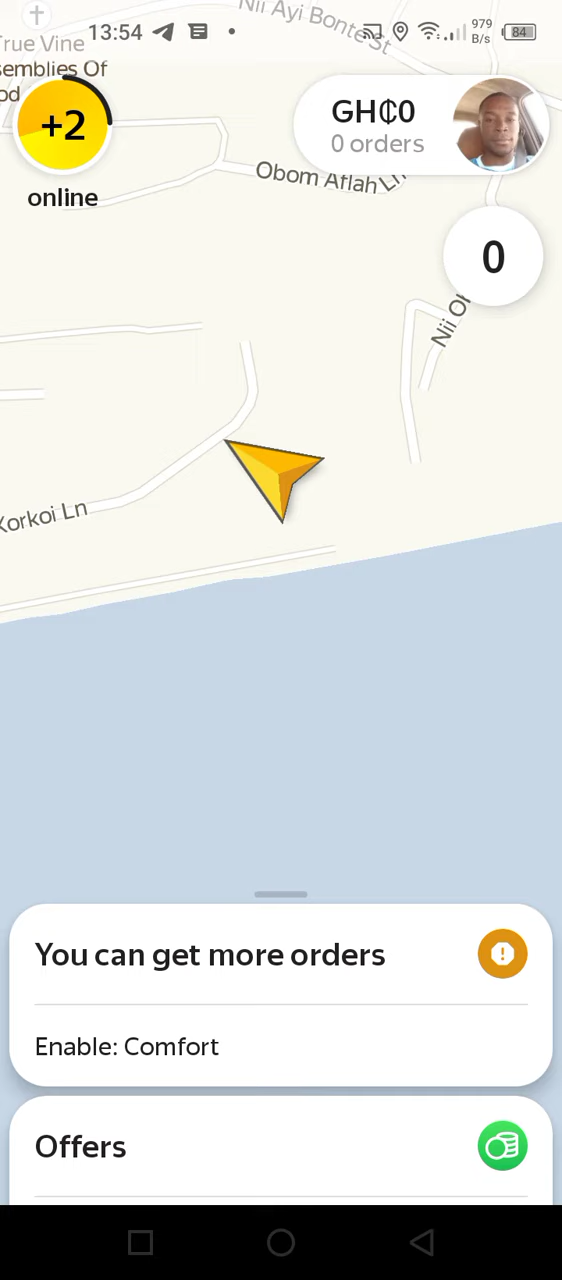 Nii Ayi Bonte St
13:54
979
B/s
84
True Vine
semblies Of
od
+2
online
GH₵0
0 orders
Obom Aflah Ln
0
Nii Ol
Korkoi Ln
You can get more orders
Enable: Comfort
Offers